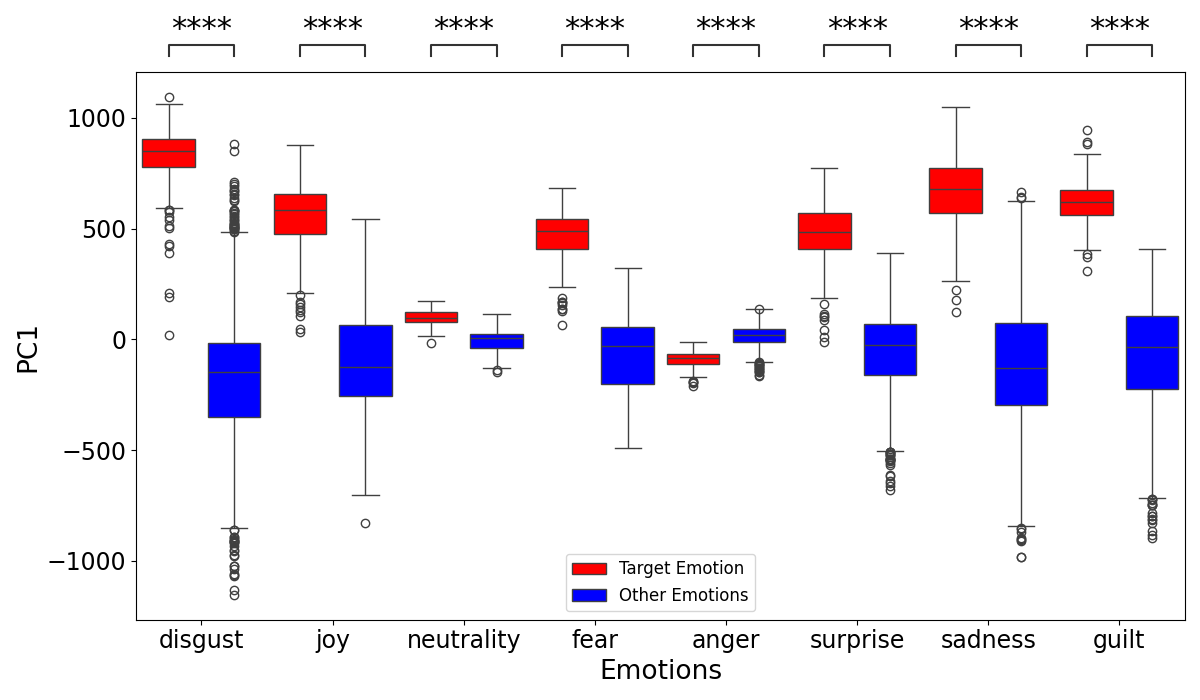 **** **** **** **** **** **** **** ****
1000
500
0
−500
−1000
PC1
Target Emotion
Other Emotions
disgust joy neutrality fear anger surprise sadness guilt
Emotions